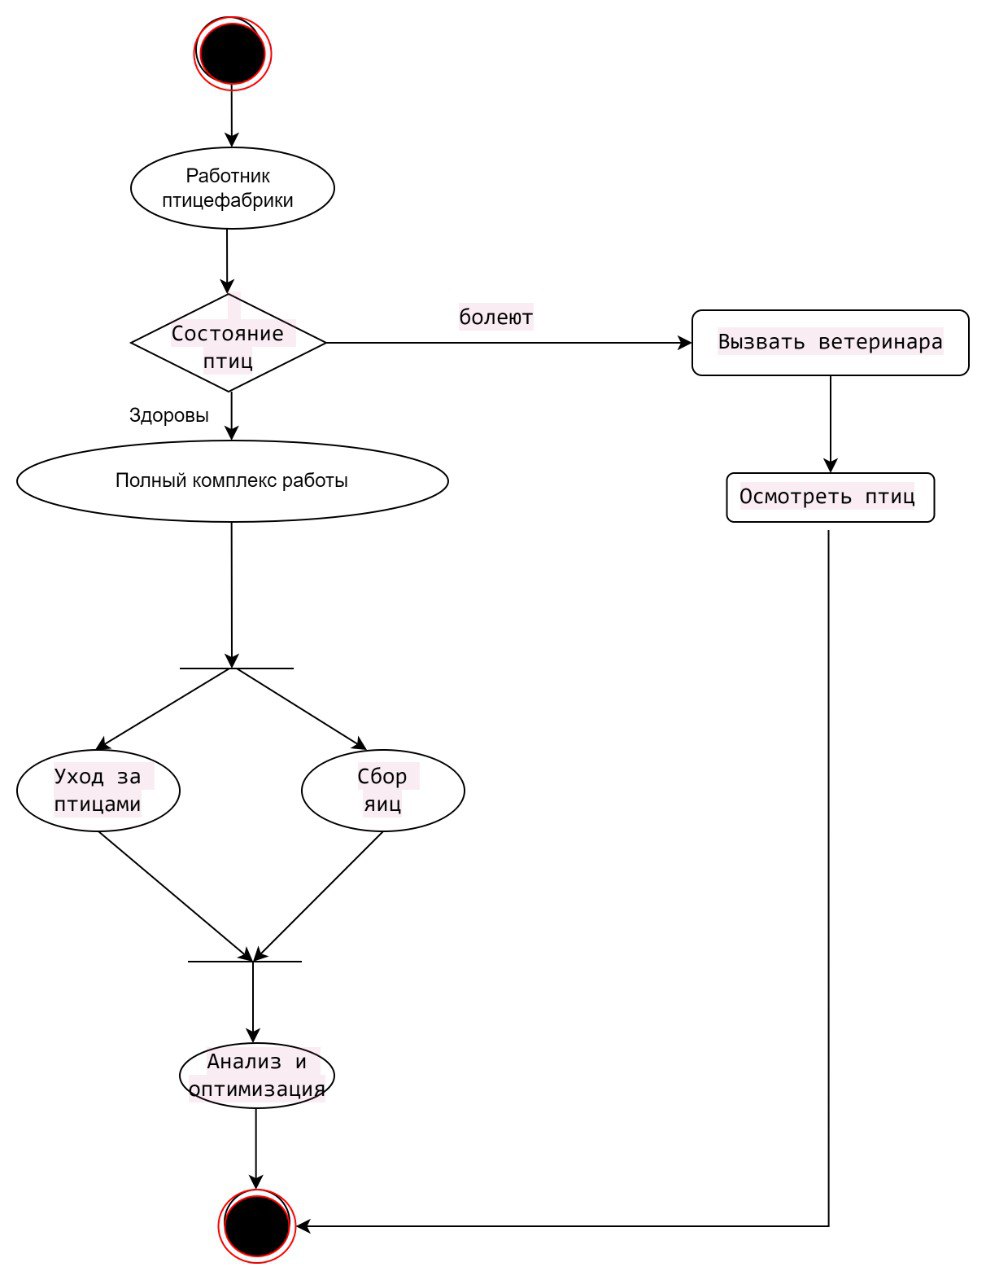 Работник
птицефабрики
Состояние
птиц
болеют
Вызвать ветеринара
Здоровы
Полный комплекс работы
Осмотреть птиц
Уход за
птицами
Сбор
яиц
Анализ и
оптимизация